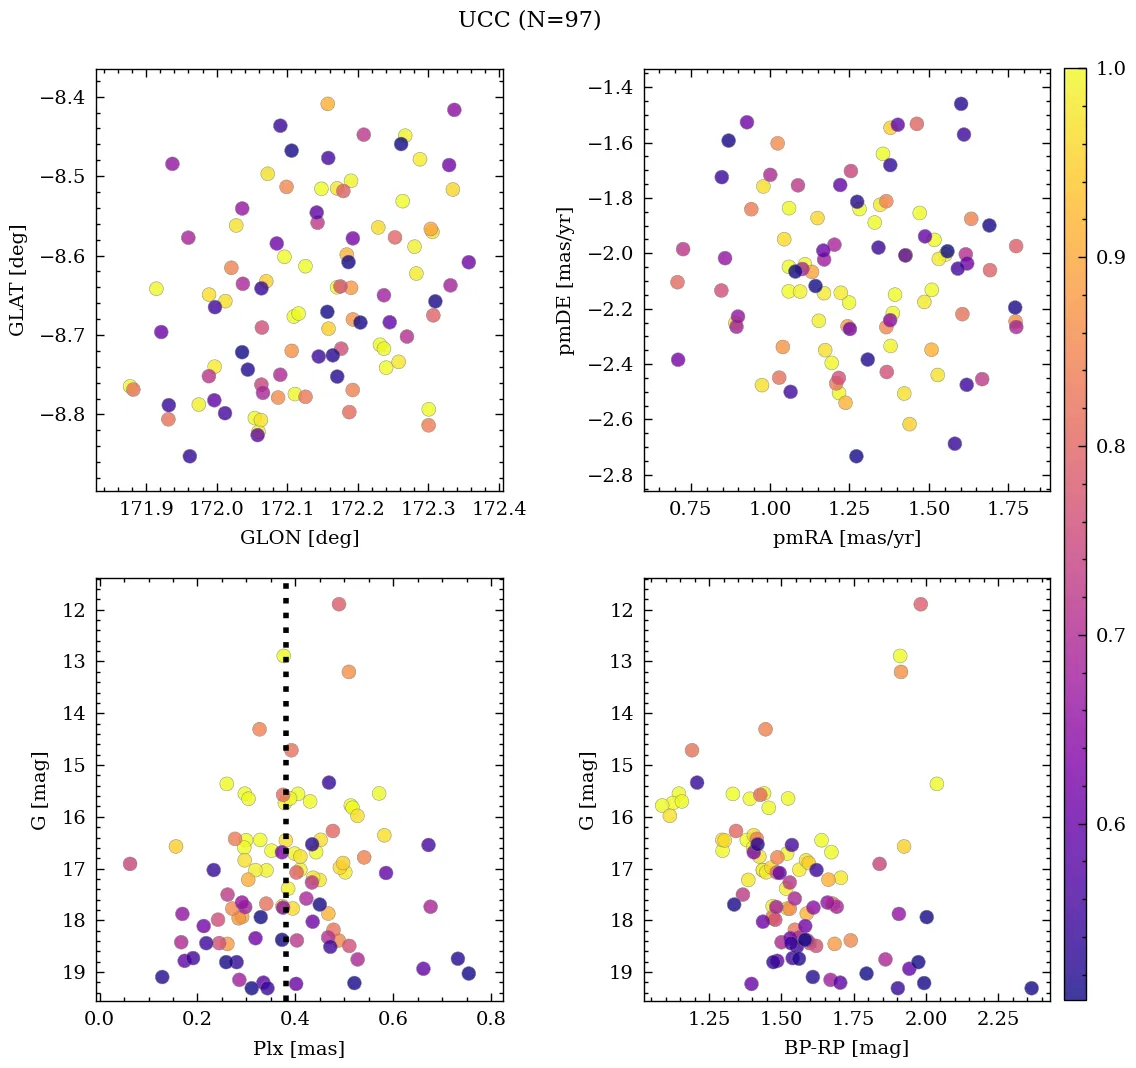 UCC (N=97)
−8.4
−8.5
−8.6
−8.7
−8.8
GLAT [deg]
171.9 172.0 172.1 172.2 172.3 172.4
GLON [deg]
−1.4
−1.6
−1.8
−2.0
−2.2
−2.4
−2.6
−2.8
pmDE [mas/yr]
0.75 1.00 1.25 1.50 1.75
pmRA [mas/yr]
1.0
0.9
0.8
0.7
0.6
12
13
14
15
16
17
18
19
G [mag]
0.0 0.2 0.4 0.6 0.8
Plx [mas]
12
13
14
15
16
17
18
19
G [mag]
1.25 1.50 1.75 2.00 2.25
BP-RP [mag]